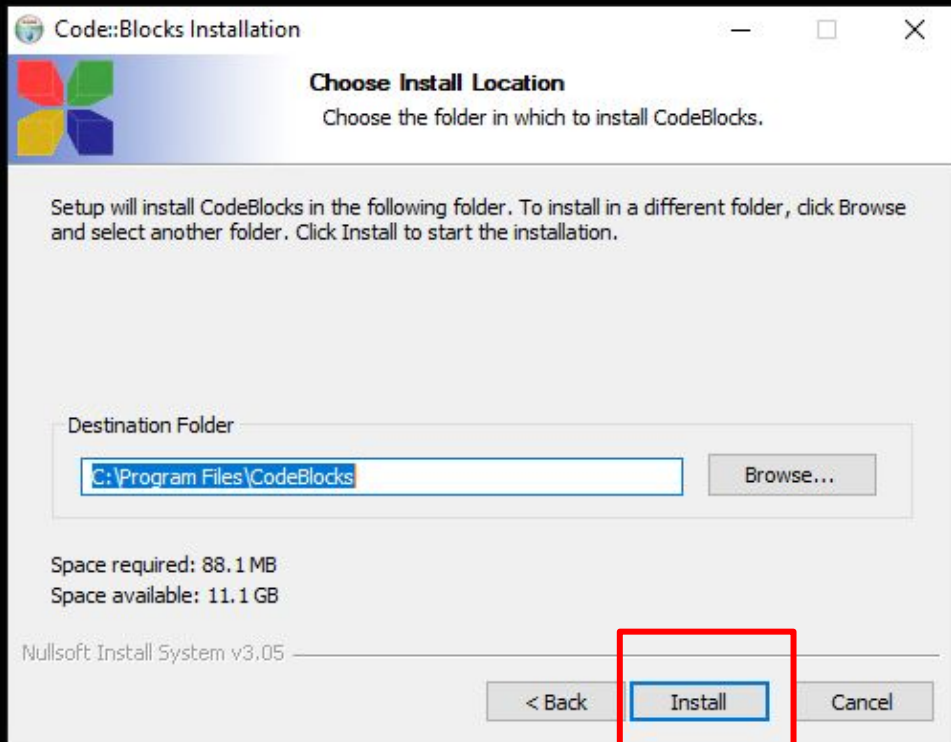 Code::Blocks Installation
Choose Install Location
Choose the folder in which to install CodeBlocks.
Setup will install CodeBlocks in the following folder. To install in a different folder, click Browse
and select another folder. Click Install to start the installation.
Destination Folder
C:\Program Files\CodeBlocks
Browse...
Space required: 88.1 MB
Space available: 11.1 GB
Nullsoft Install System v3.05
< Back
Install
Cancel